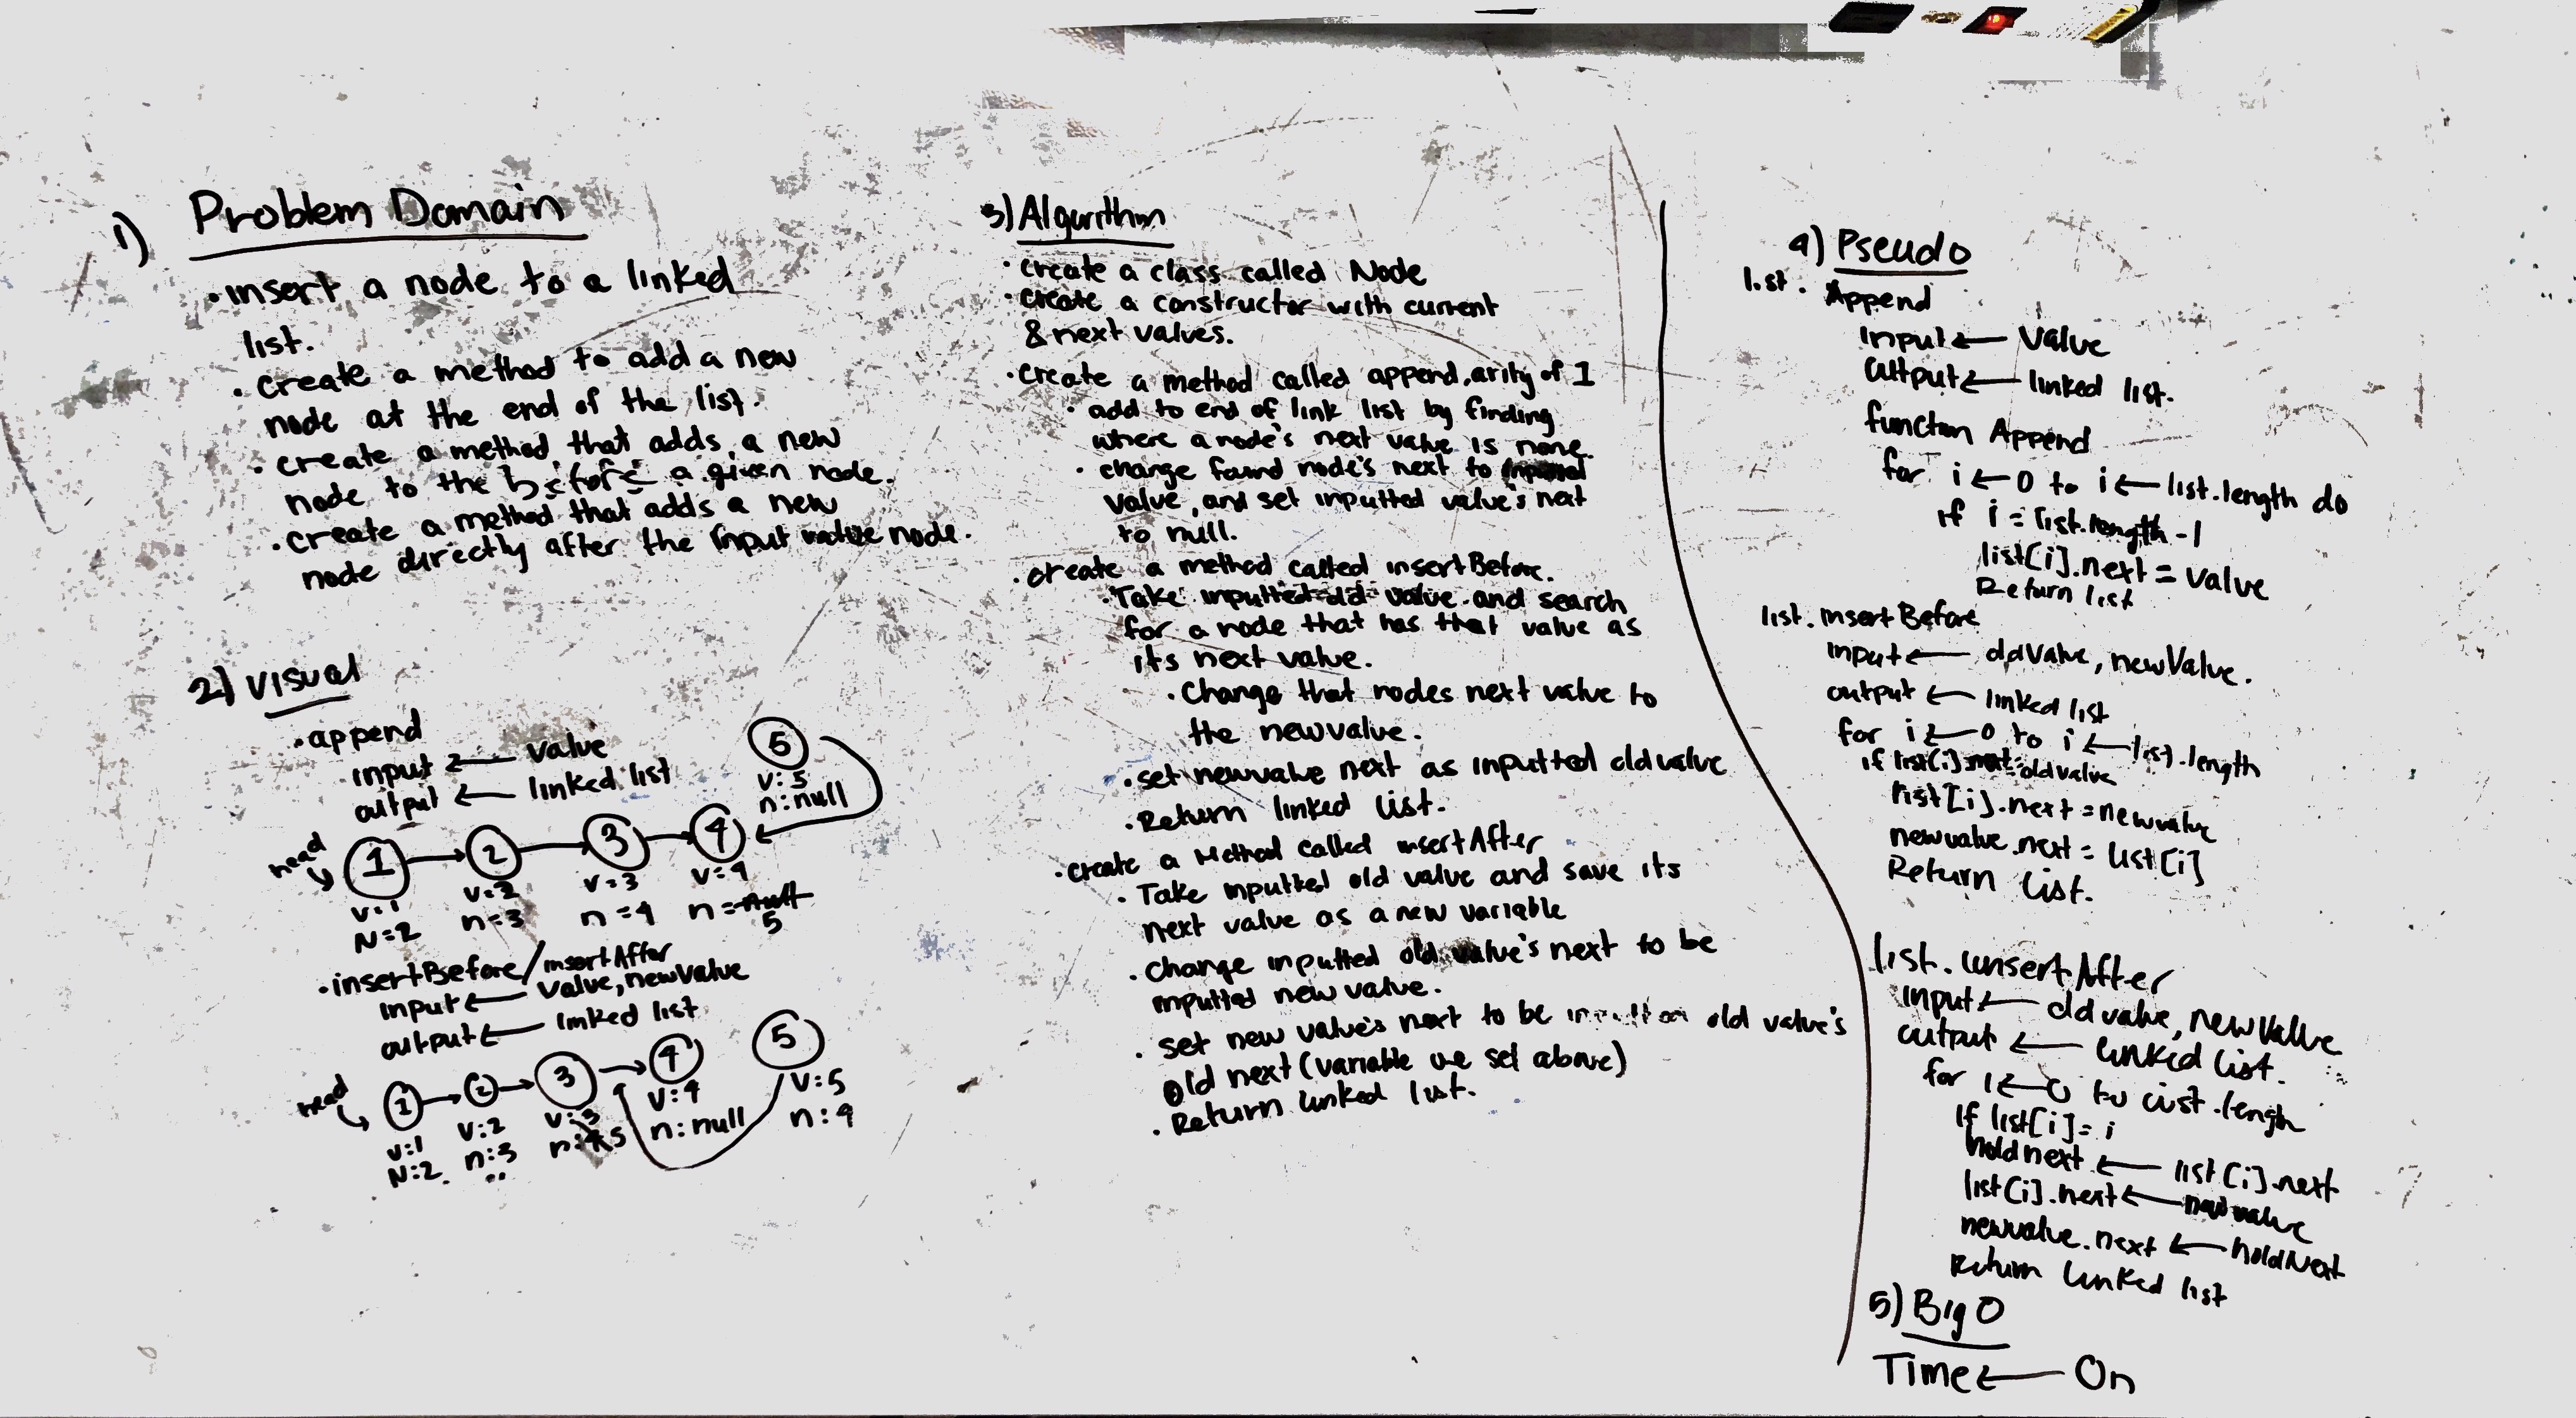 1) Problem Domain
· insert a node to a linked
list.
· create a method to add a new
node at the end of the list.
· create a method that adds a new
node to the before a given node.
· create a method that adds a new
node directly after the input value node.
2) Visual
· append
input ← value
output ← linked list
5
v:5
n:null
head
1 → 2 → 3 → 4
v=1 v=2 v=3 v=4
N=2 n=3 n=4 n=null
5
· insertBefore/insertAfter
input ← value, newValue
output ← linked list
head
1 → 2 → 3 → 4 5
v:1 v:2 v:3 v:4 v:5
N:2 n:3 n:4 5 n:null n:4
3) Algorithm
· create a class called Node
· create a constructor with current
& next values.
· create a method called append, arity of 1
· add to end of link list by finding
where a node's next value is none.
· change found node's next to
value, and set inputted value's next
to null.
· create a method called insertBefore.
· Take inputted old value and search
for a node that has that value as
its next value.
· Change that nodes next value to
the newvalue.
· set newvalue next as inputted oldvalue
· Return linked list.
· create a Method called insertAfter
· Take inputted old value and save its
next value as a new variable
· change inputted old value's next to be
inputted new value.
· set new value's next to be old value's
old next (variable we set above)
· Return linked list.
4) Pseudo
list. Append
Input ← Value
Output ← linked list.
function Append
for i ← 0 to i ← list.length do
if i = list.length -1
list[i].next = value
Return list
list. insertBefore
input ← oldValue, newValue.
output ← linked list
for i ← 0 to i ← list.length
if list[i].next = oldvalue
list[i].next = newvalue
newvalue.next = list[i]
Return list.
list. insertAfter
input ← oldvalue, newValue
output ← linked list.
for i ← 0 to list.length
If list[i] = i
holdnext ← list[i].next
list[i].next ← newvalue
newvalue.next ← holdNext
Return linked list
5) Big O
Time ← On